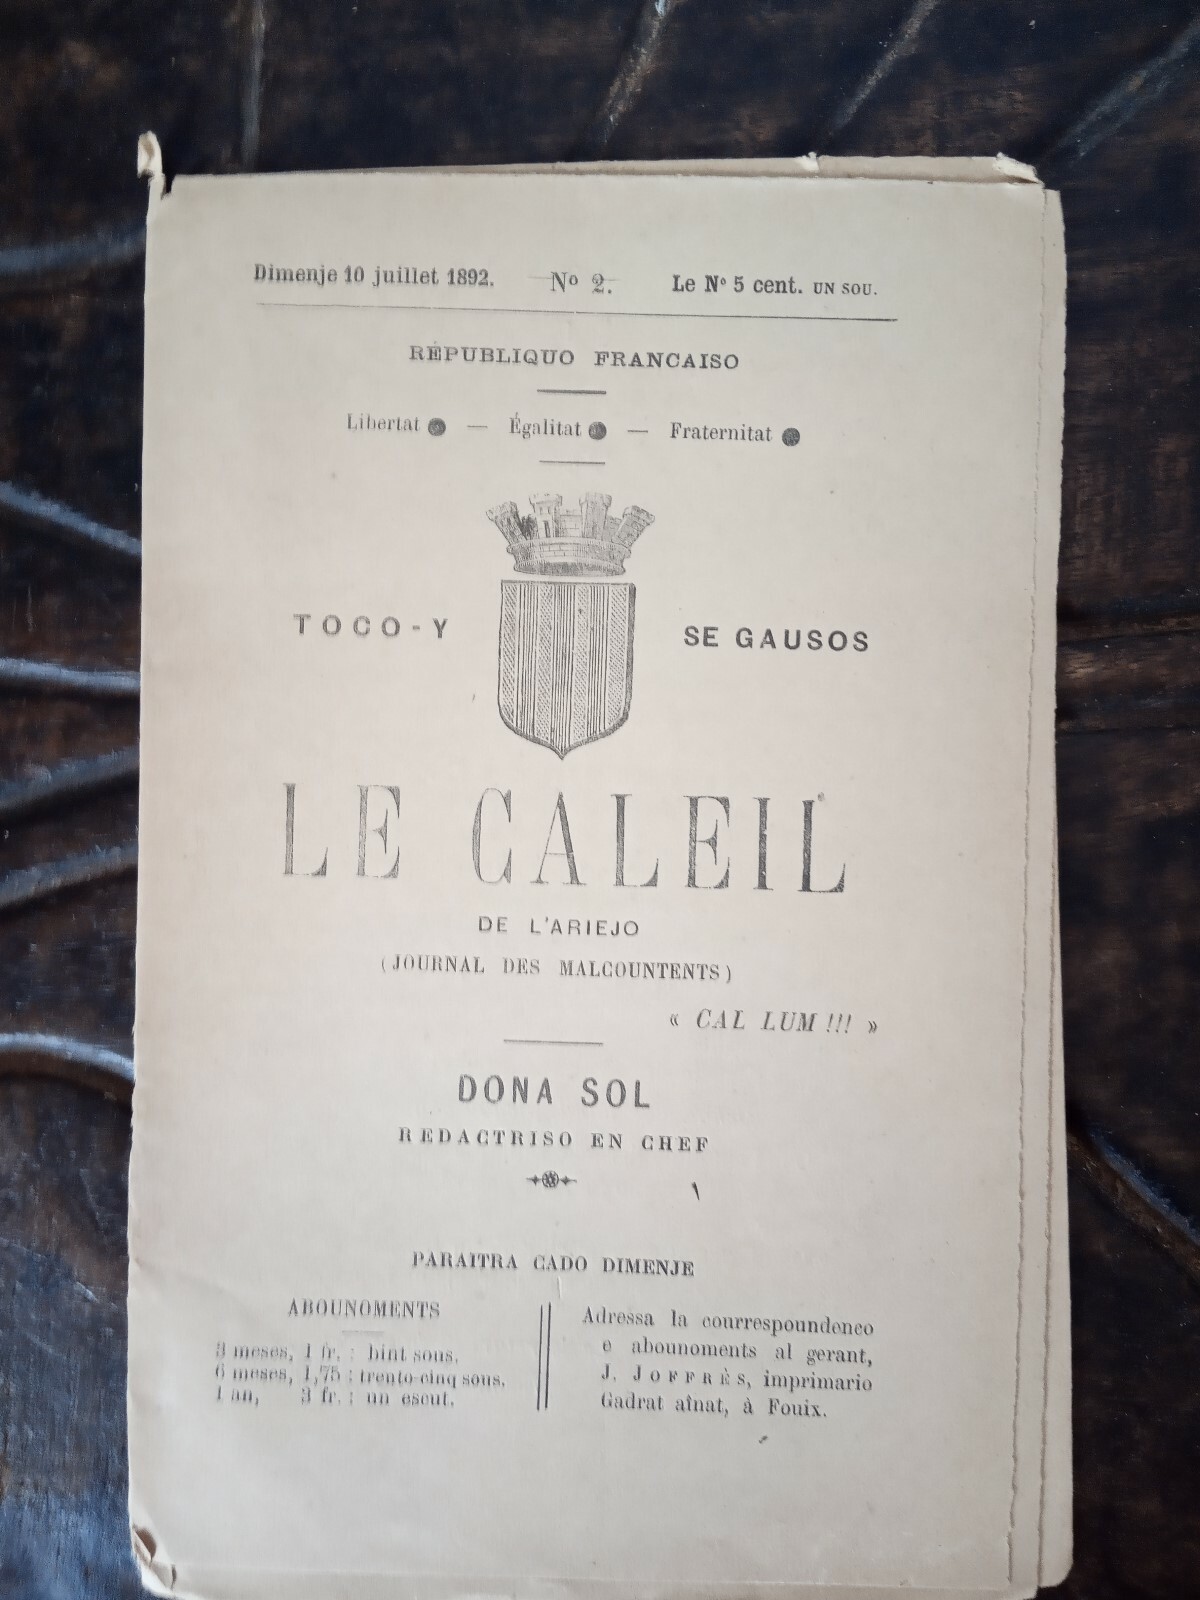 Dimenje 10 juillet 1892. No 2. Le No 5 cent. UN SOU.
RÉPUBLIQUO FRANCAISO
Libertat ● — Égalitat ● — Fraternitat ●
TOCO-Y SE GAUSOS
LE CALEIL
DE L'ARIEJO
(JOURNAL DES MALCOUNTENTS)
« CAL LUM !!! »
DONA SOL
REDACTRISO EN CHEF
PARAITRA CADO DIMENJE
ABOUNOMENTS
3 meses, 1 fr. : bint sous.
6 meses, 1,75 : trento-cinq sous.
1 an, 3 fr. : un escut.
Adressa la courrespoundenco
e abounoments al gerant,
J. JOFFRÈS, imprimario
Gadrat aînat, à Fouix.